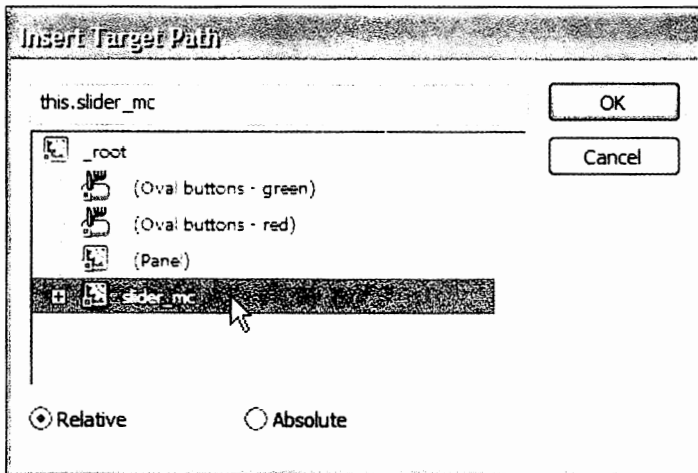 Insert Target Path
this.slider_mc
OK
_root
Cancel
(Oval buttons - green)
(Oval buttons - red)
(Panel)
slider_mc
Relative
Absolute